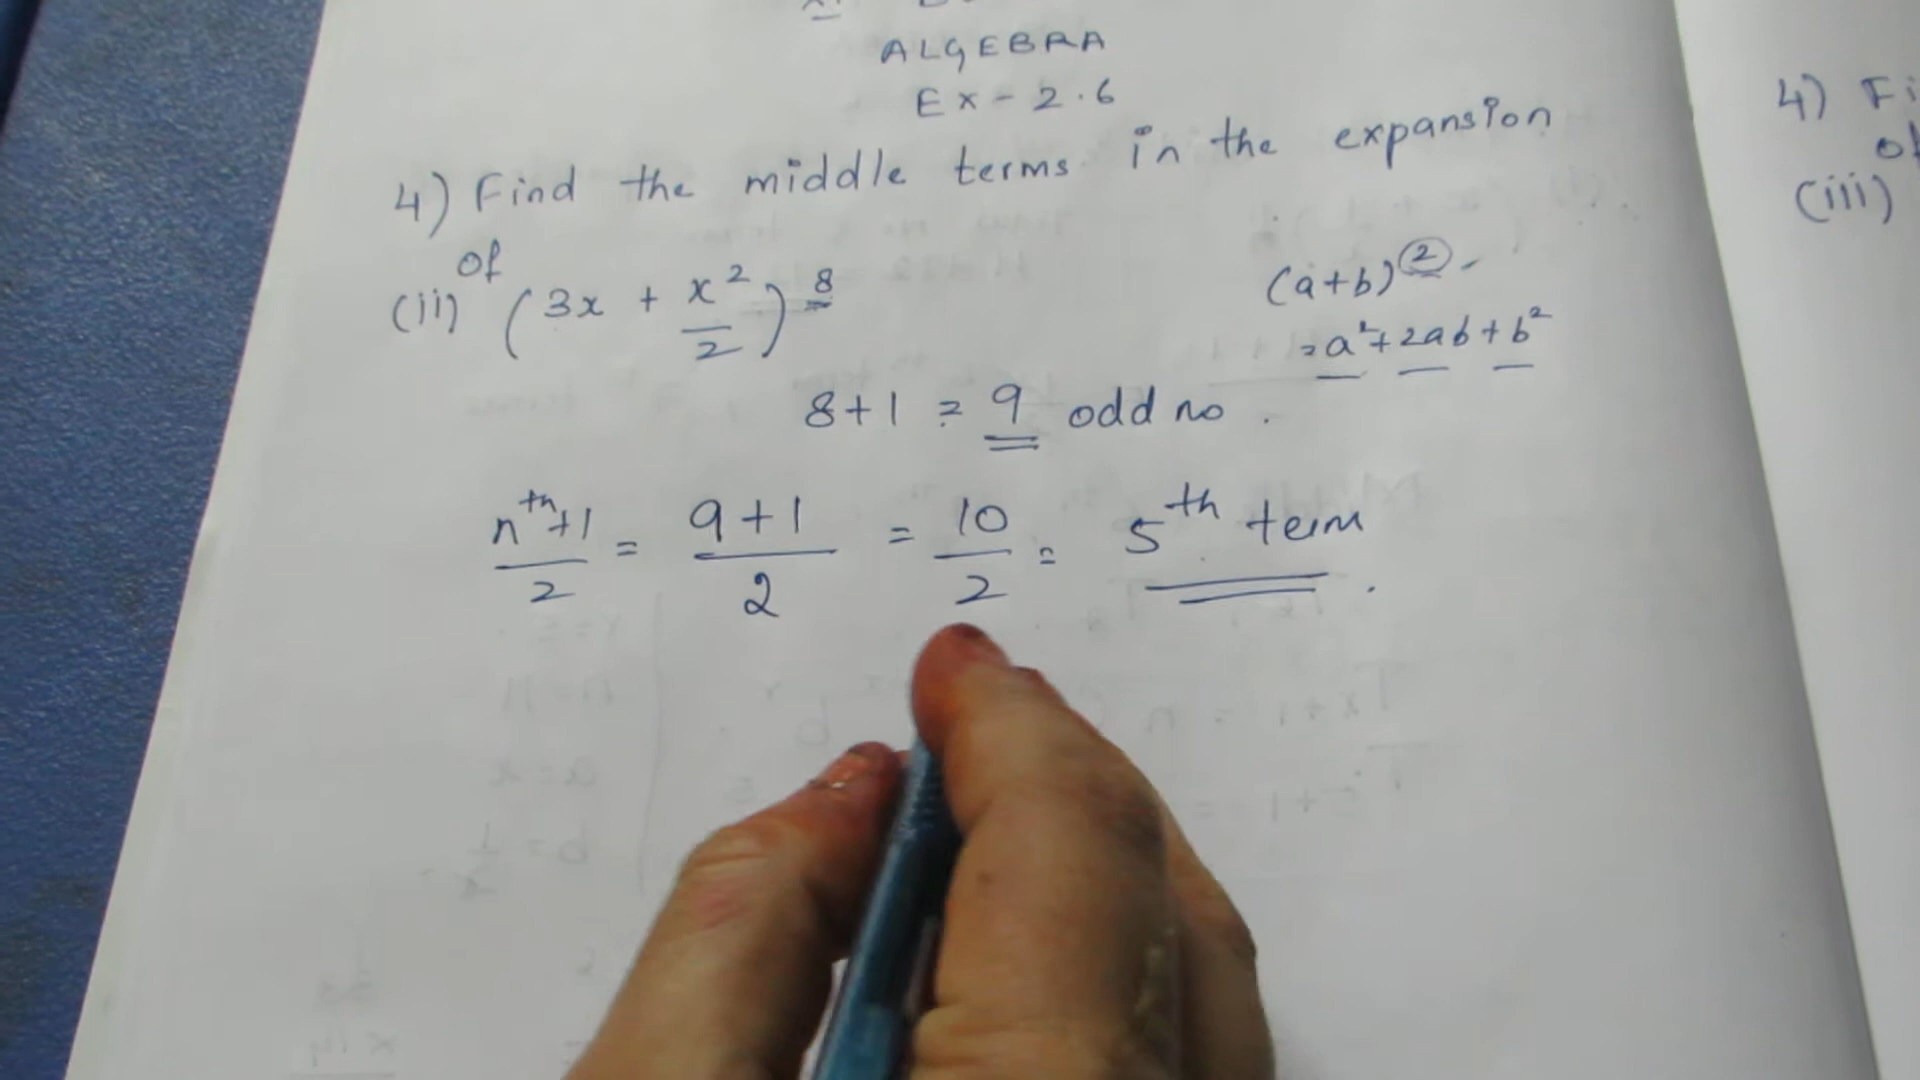 ALGEBRA
Ex - 2.6
4) Find the middle terms in the expansion
of
(ii) (3x + x²/2)⁸
(a+b)² -
= a² + 2ab + b²
8+1 = 9 odd no.
nᵗʰ+1/2 = 9+1/2 = 10/2 = 5ᵗʰ term.
4) Fi
of
(iii)